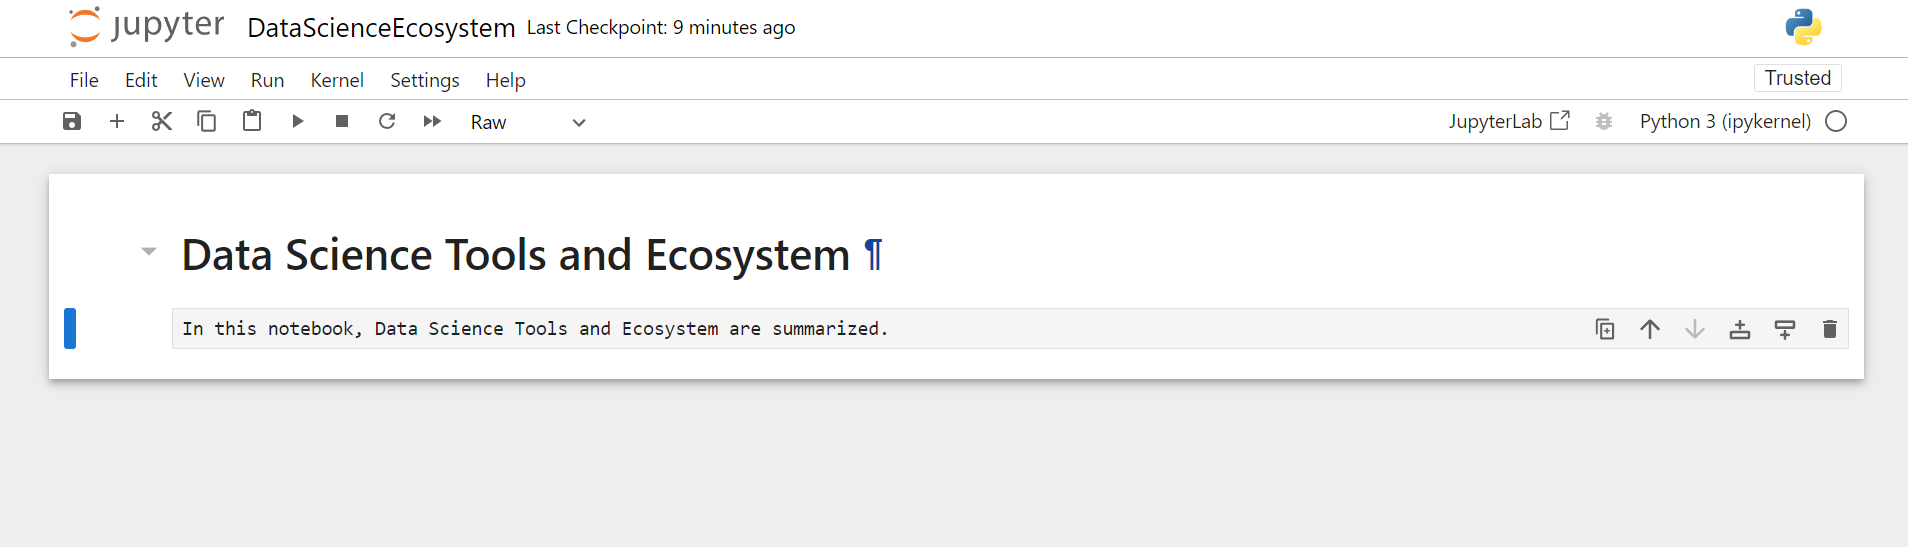 jupyter DataScienceEcosystem Last Checkpoint: 9 minutes ago
File Edit View Run Kernel Settings Help Trusted
Raw JupyterLab Python 3 (ipykernel)
Data Science Tools and Ecosystem ¶
In this notebook, Data Science Tools and Ecosystem are summarized.